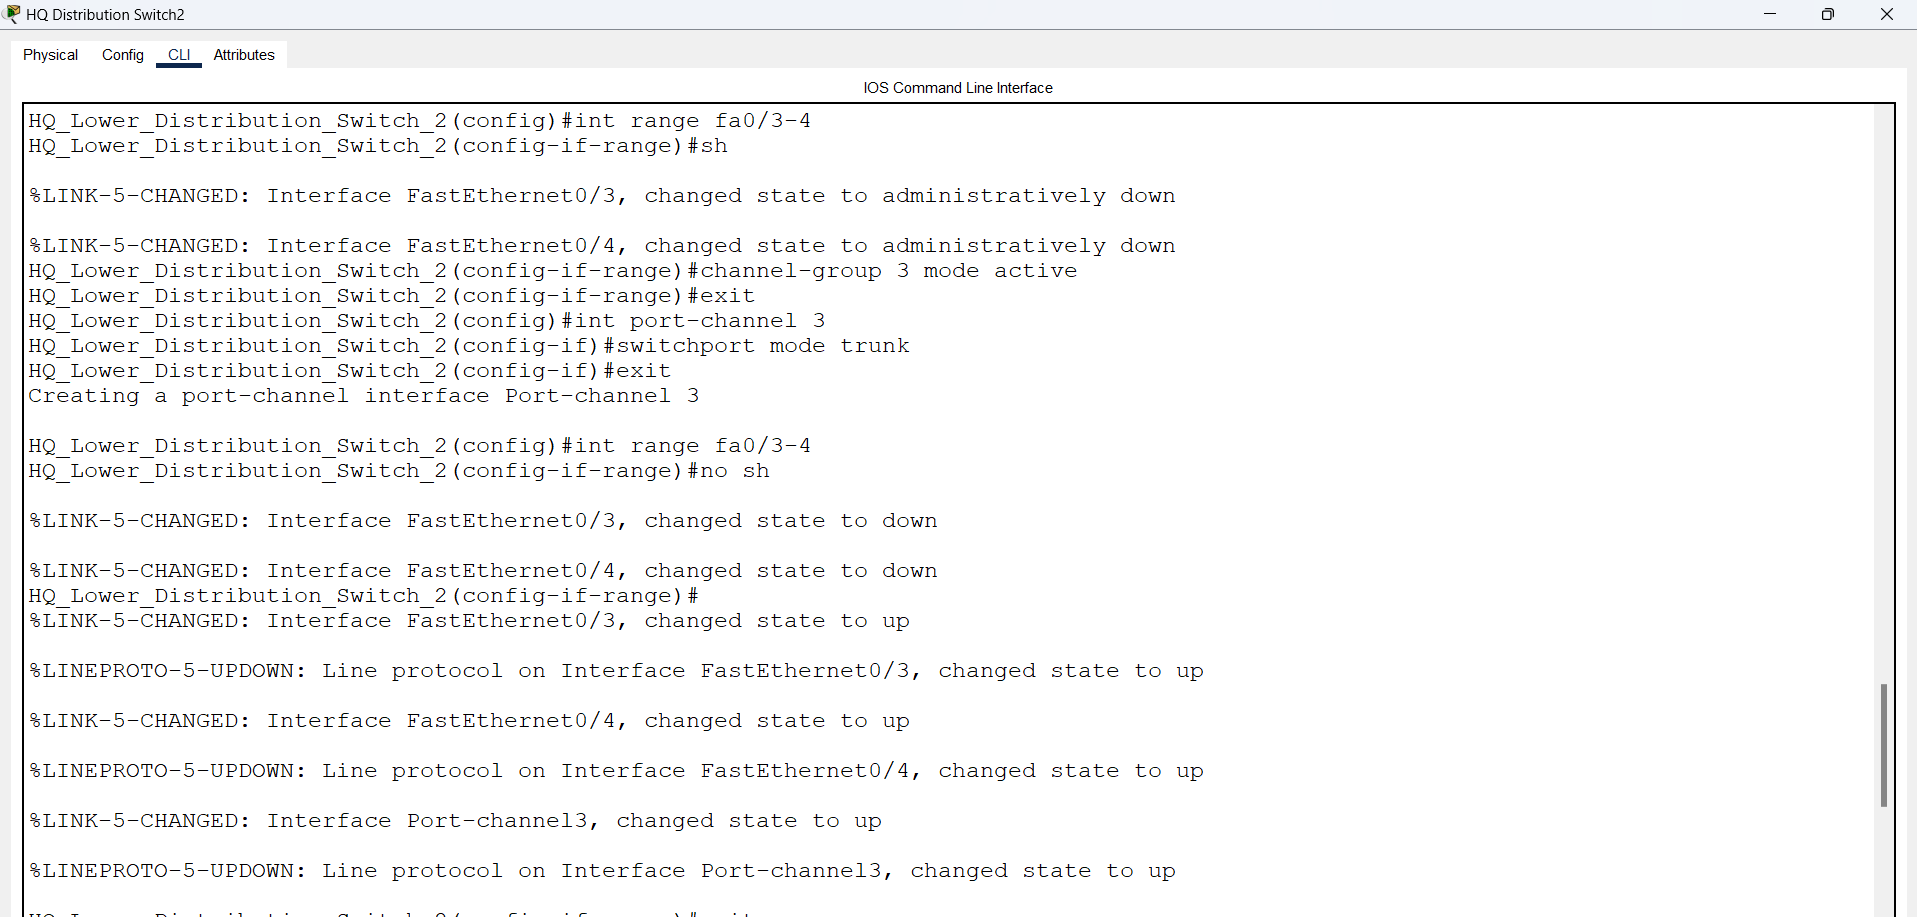 HQ Distribution Switch2
Physical Config CLI Attributes
IOS Command Line Interface
HQ_Lower_Distribution_Switch_2(config)#int range fa0/3-4
HQ_Lower_Distribution_Switch_2(config-if-range)#sh
%LINK-5-CHANGED: Interface FastEthernet0/3, changed state to administratively down
%LINK-5-CHANGED: Interface FastEthernet0/4, changed state to administratively down
HQ_Lower_Distribution_Switch_2(config-if-range)#channel-group 3 mode active
HQ_Lower_Distribution_Switch_2(config-if-range)#exit
HQ_Lower_Distribution_Switch_2(config)#int port-channel 3
HQ_Lower_Distribution_Switch_2(config-if)#switchport mode trunk
HQ_Lower_Distribution_Switch_2(config-if)#exit
Creating a port-channel interface Port-channel 3
HQ_Lower_Distribution_Switch_2(config)#int range fa0/3-4
HQ_Lower_Distribution_Switch_2(config-if-range)#no sh
%LINK-5-CHANGED: Interface FastEthernet0/3, changed state to down
%LINK-5-CHANGED: Interface FastEthernet0/4, changed state to down
HQ_Lower_Distribution_Switch_2(config-if-range)#
%LINK-5-CHANGED: Interface FastEthernet0/3, changed state to up
%LINEPROTO-5-UPDOWN: Line protocol on Interface FastEthernet0/3, changed state to up
%LINK-5-CHANGED: Interface FastEthernet0/4, changed state to up
%LINEPROTO-5-UPDOWN: Line protocol on Interface FastEthernet0/4, changed state to up
%LINK-5-CHANGED: Interface Port-channel3, changed state to up
%LINEPROTO-5-UPDOWN: Line protocol on Interface Port-channel3, changed state to up